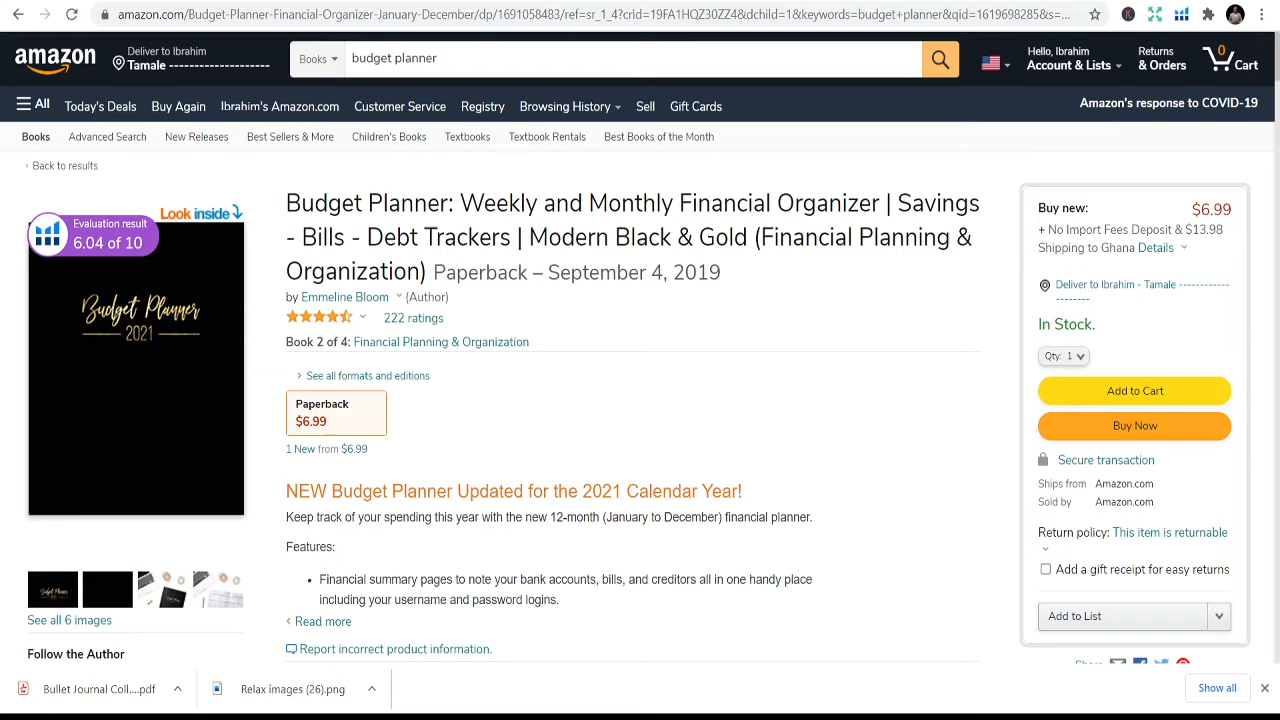 amazon.com/Budget-Planner-Financial-Organizer-January-December/dp/1691058483/ref=sr_1_4?crid=19FA1HQZ30ZZ4&dchild=1&keywords=budget+planner&qid=1619698285&s=...
amazon
Deliver to Ibrahim
Tamale -------------------
Books
budget planner
Hello, Ibrahim
Account & Lists
Returns
& Orders
0
Cart
All
Today's Deals
Buy Again
Ibrahim's Amazon.com
Customer Service
Registry
Browsing History
Sell
Gift Cards
Amazon's response to COVID-19
Books
Advanced Search
New Releases
Best Sellers & More
Children's Books
Textbooks
Textbook Rentals
Best Books of the Month
‹ Back to results
Look inside
Evaluation result
6.04 of 10
Budget Planner
2021
See all 6 images
Follow the Author
Budget Planner: Weekly and Monthly Financial Organizer | Savings
- Bills - Debt Trackers | Modern Black & Gold (Financial Planning &
Organization) Paperback – September 4, 2019
by Emmeline Bloom (Author)
222 ratings
Book 2 of 4: Financial Planning & Organization
See all formats and editions
Paperback
$6.99
1 New from $6.99
NEW Budget Planner Updated for the 2021 Calendar Year!
Keep track of your spending this year with the new 12-month (January to December) financial planner.
Features:
• Financial summary pages to note your bank accounts, bills, and creditors all in one handy place
including your username and password logins.
Read more
Report incorrect product information.
Buy new: $6.99
+ No Import Fees Deposit & $13.98
Shipping to Ghana Details
Deliver to Ibrahim - Tamale ------------
--------
In Stock.
Qty: 1
Add to Cart
Buy Now
Secure transaction
Ships from Amazon.com
Sold by Amazon.com
Return policy: This item is returnable
Add a gift receipt for easy returns
Add to List
Bullet Journal Coll....pdf
Relax images (26).png
Show all